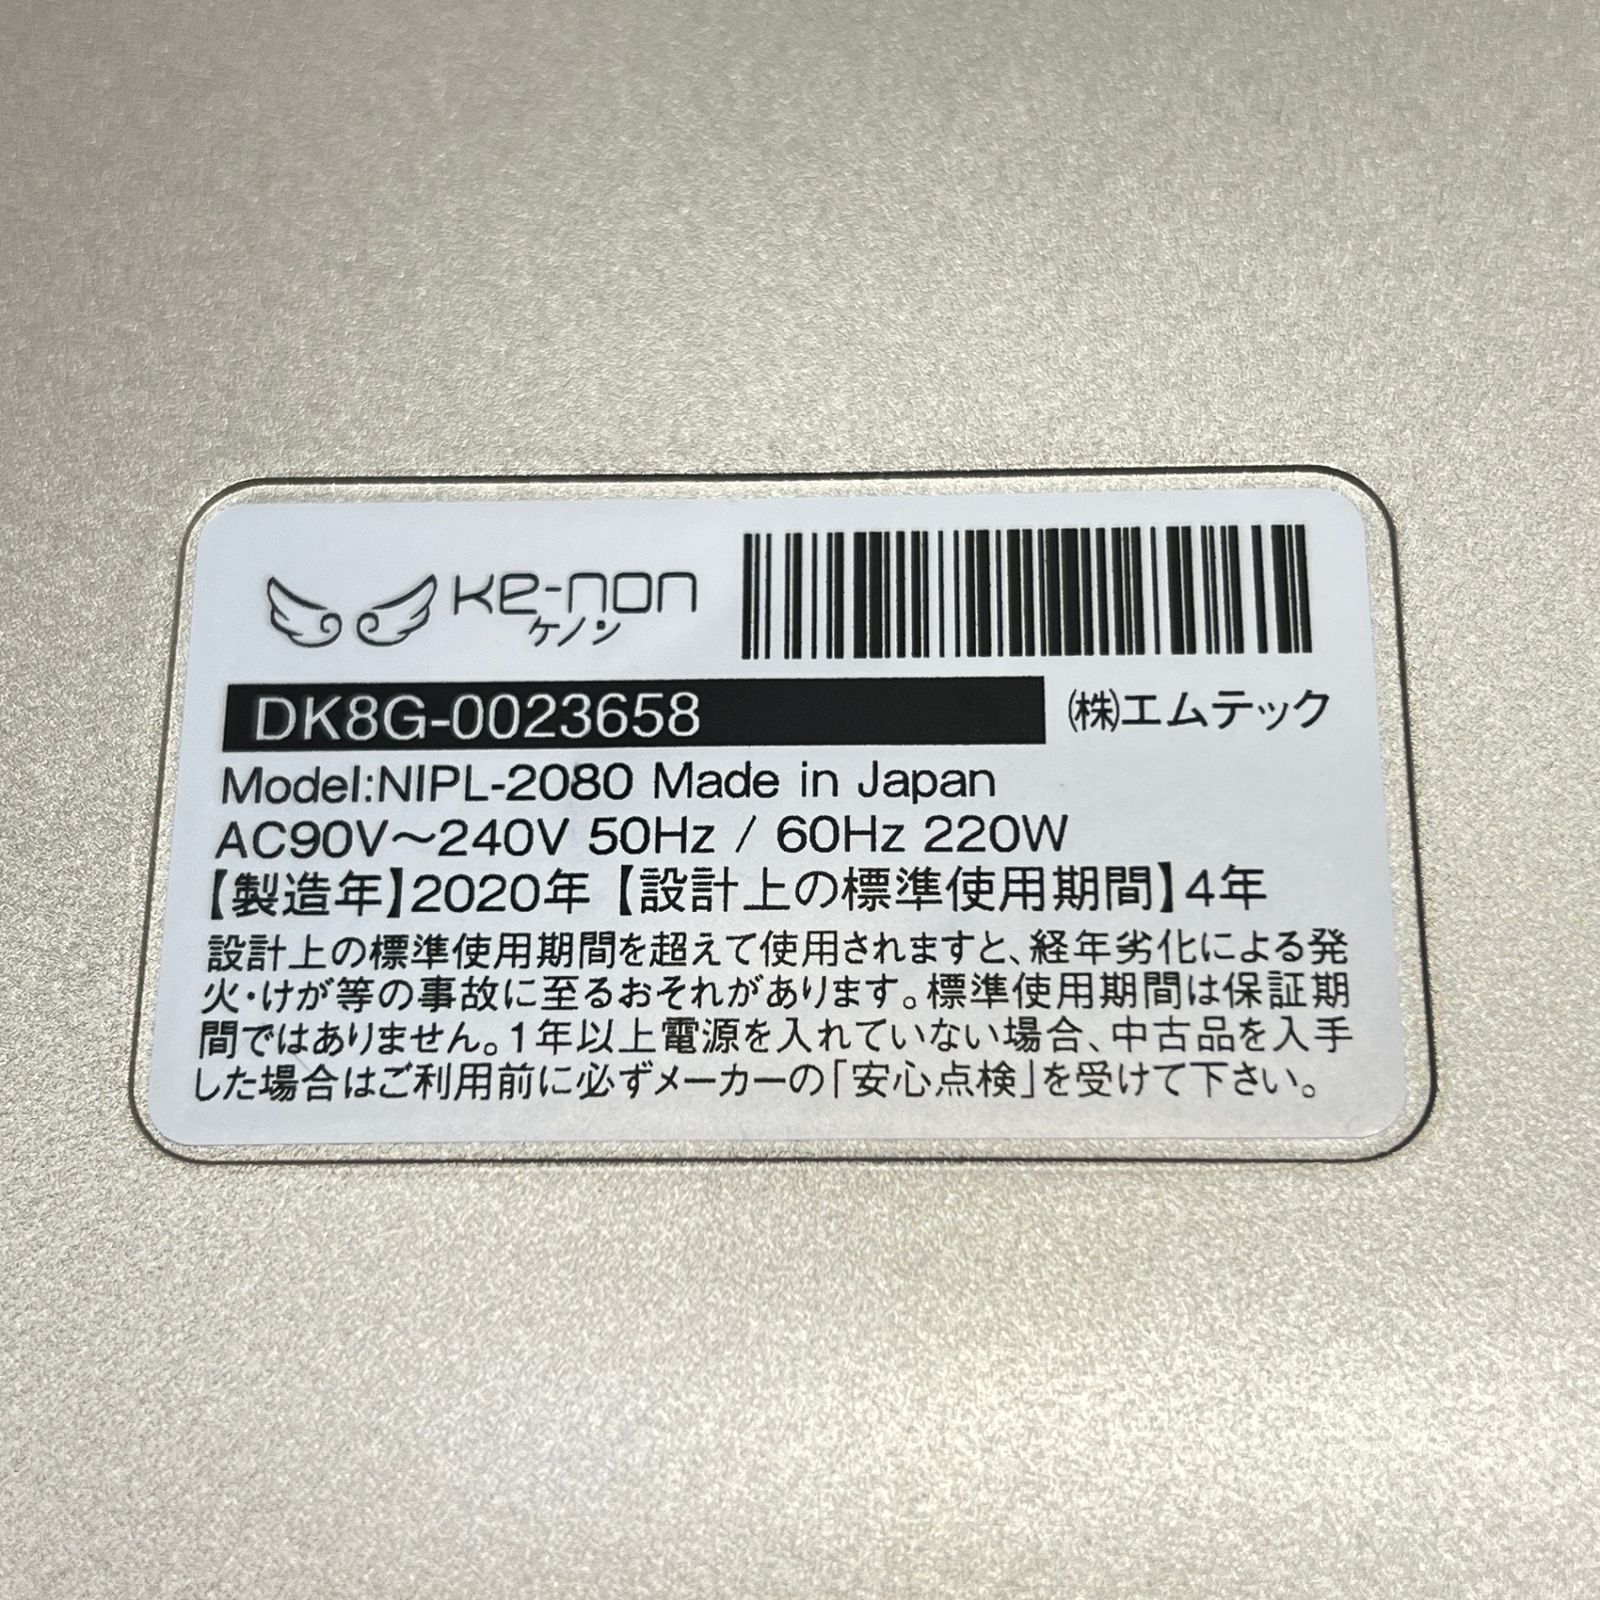 ke-non
ケノン
DK8G-0023658 ㈱エムテック
Model:NIPL-2080 Made in Japan
AC90V～240V 50Hz / 60Hz 220W
【製造年】2020年【設計上の標準使用期間】4年
設計上の標準使用期間を超えて使用されますと、経年劣化による発
火・けが等の事故に至るおそれがあります。標準使用期間は保証期
間ではありません。1年以上電源を入れていない場合、中古品を入手
した場合はご利用前に必ずメーカーの「安心点検」を受けて下さい。